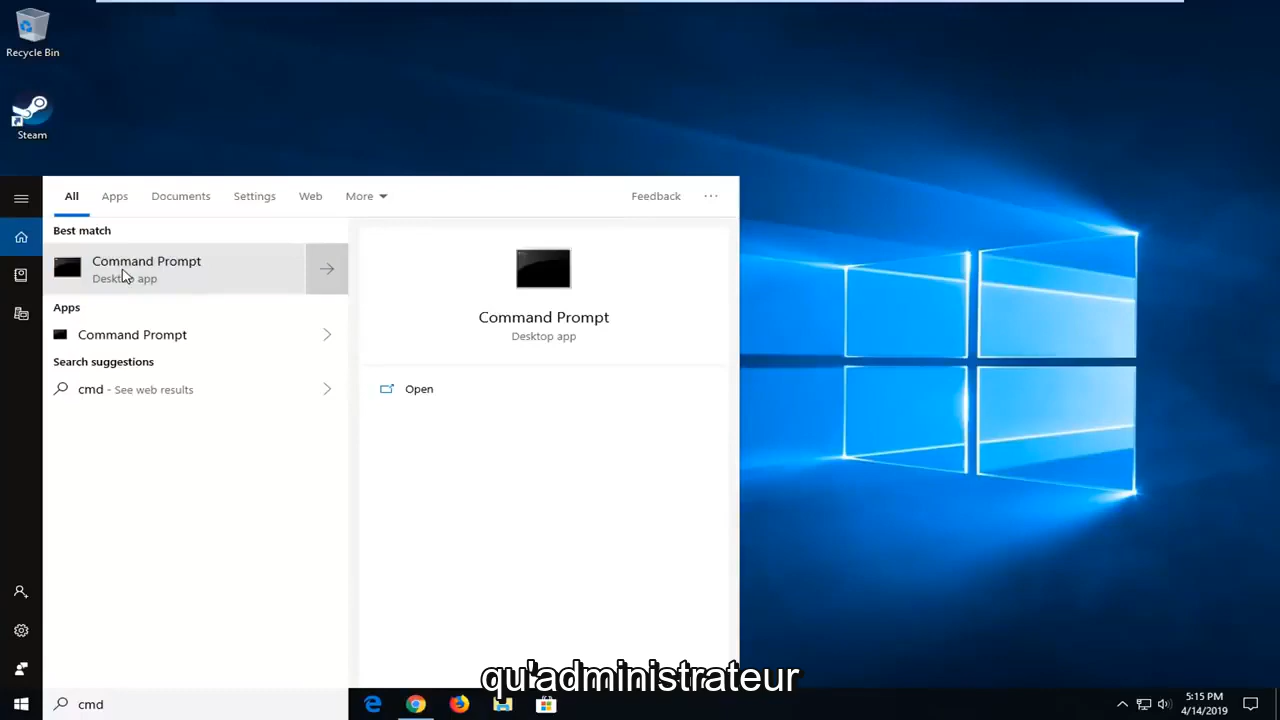 Recycle Bin
Steam
All Apps Documents Settings Web More Feedback ...
Best match
Command Prompt
Desktop app
Apps
Command Prompt
Search suggestions
cmd - See web results
Command Prompt
Desktop app
Open
qu'administrateur
cmd
5:15 PM
4/14/2019